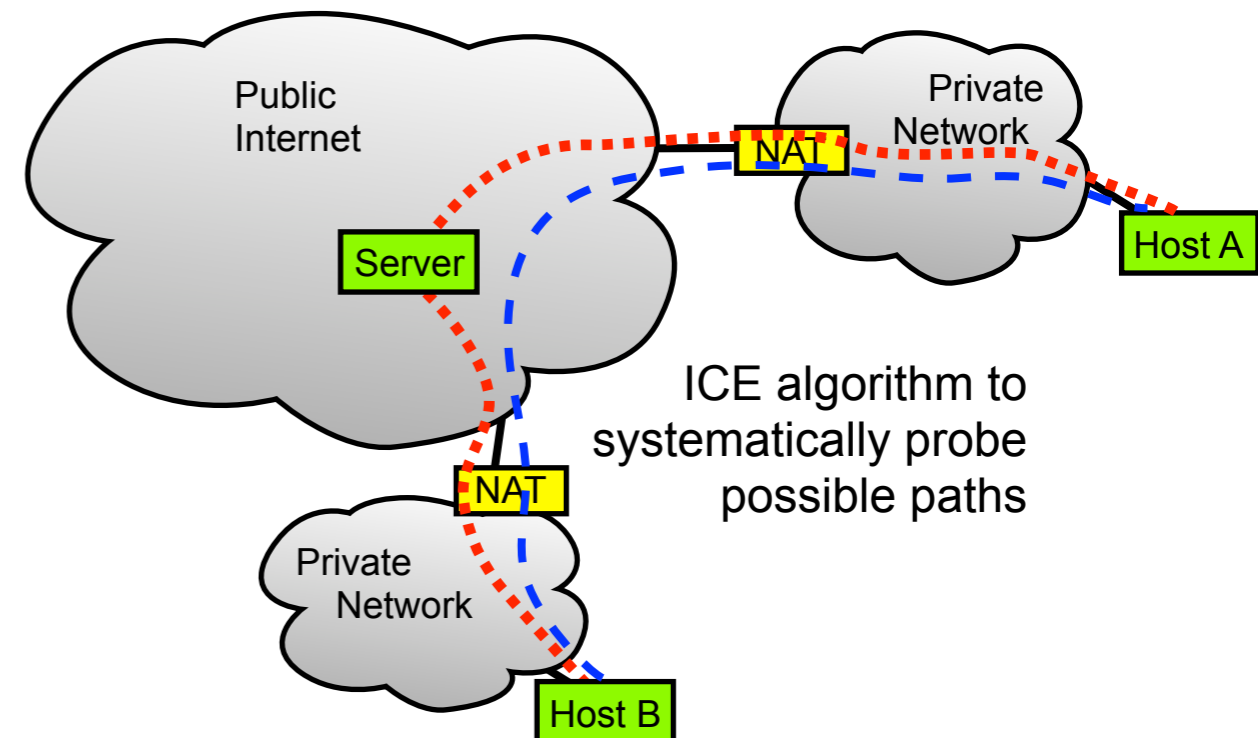 Public
Internet
Private
Network
NAT
Server
Host A
ICE algorithm to
systematically probe
possible paths
NAT
Private
Network
Host B